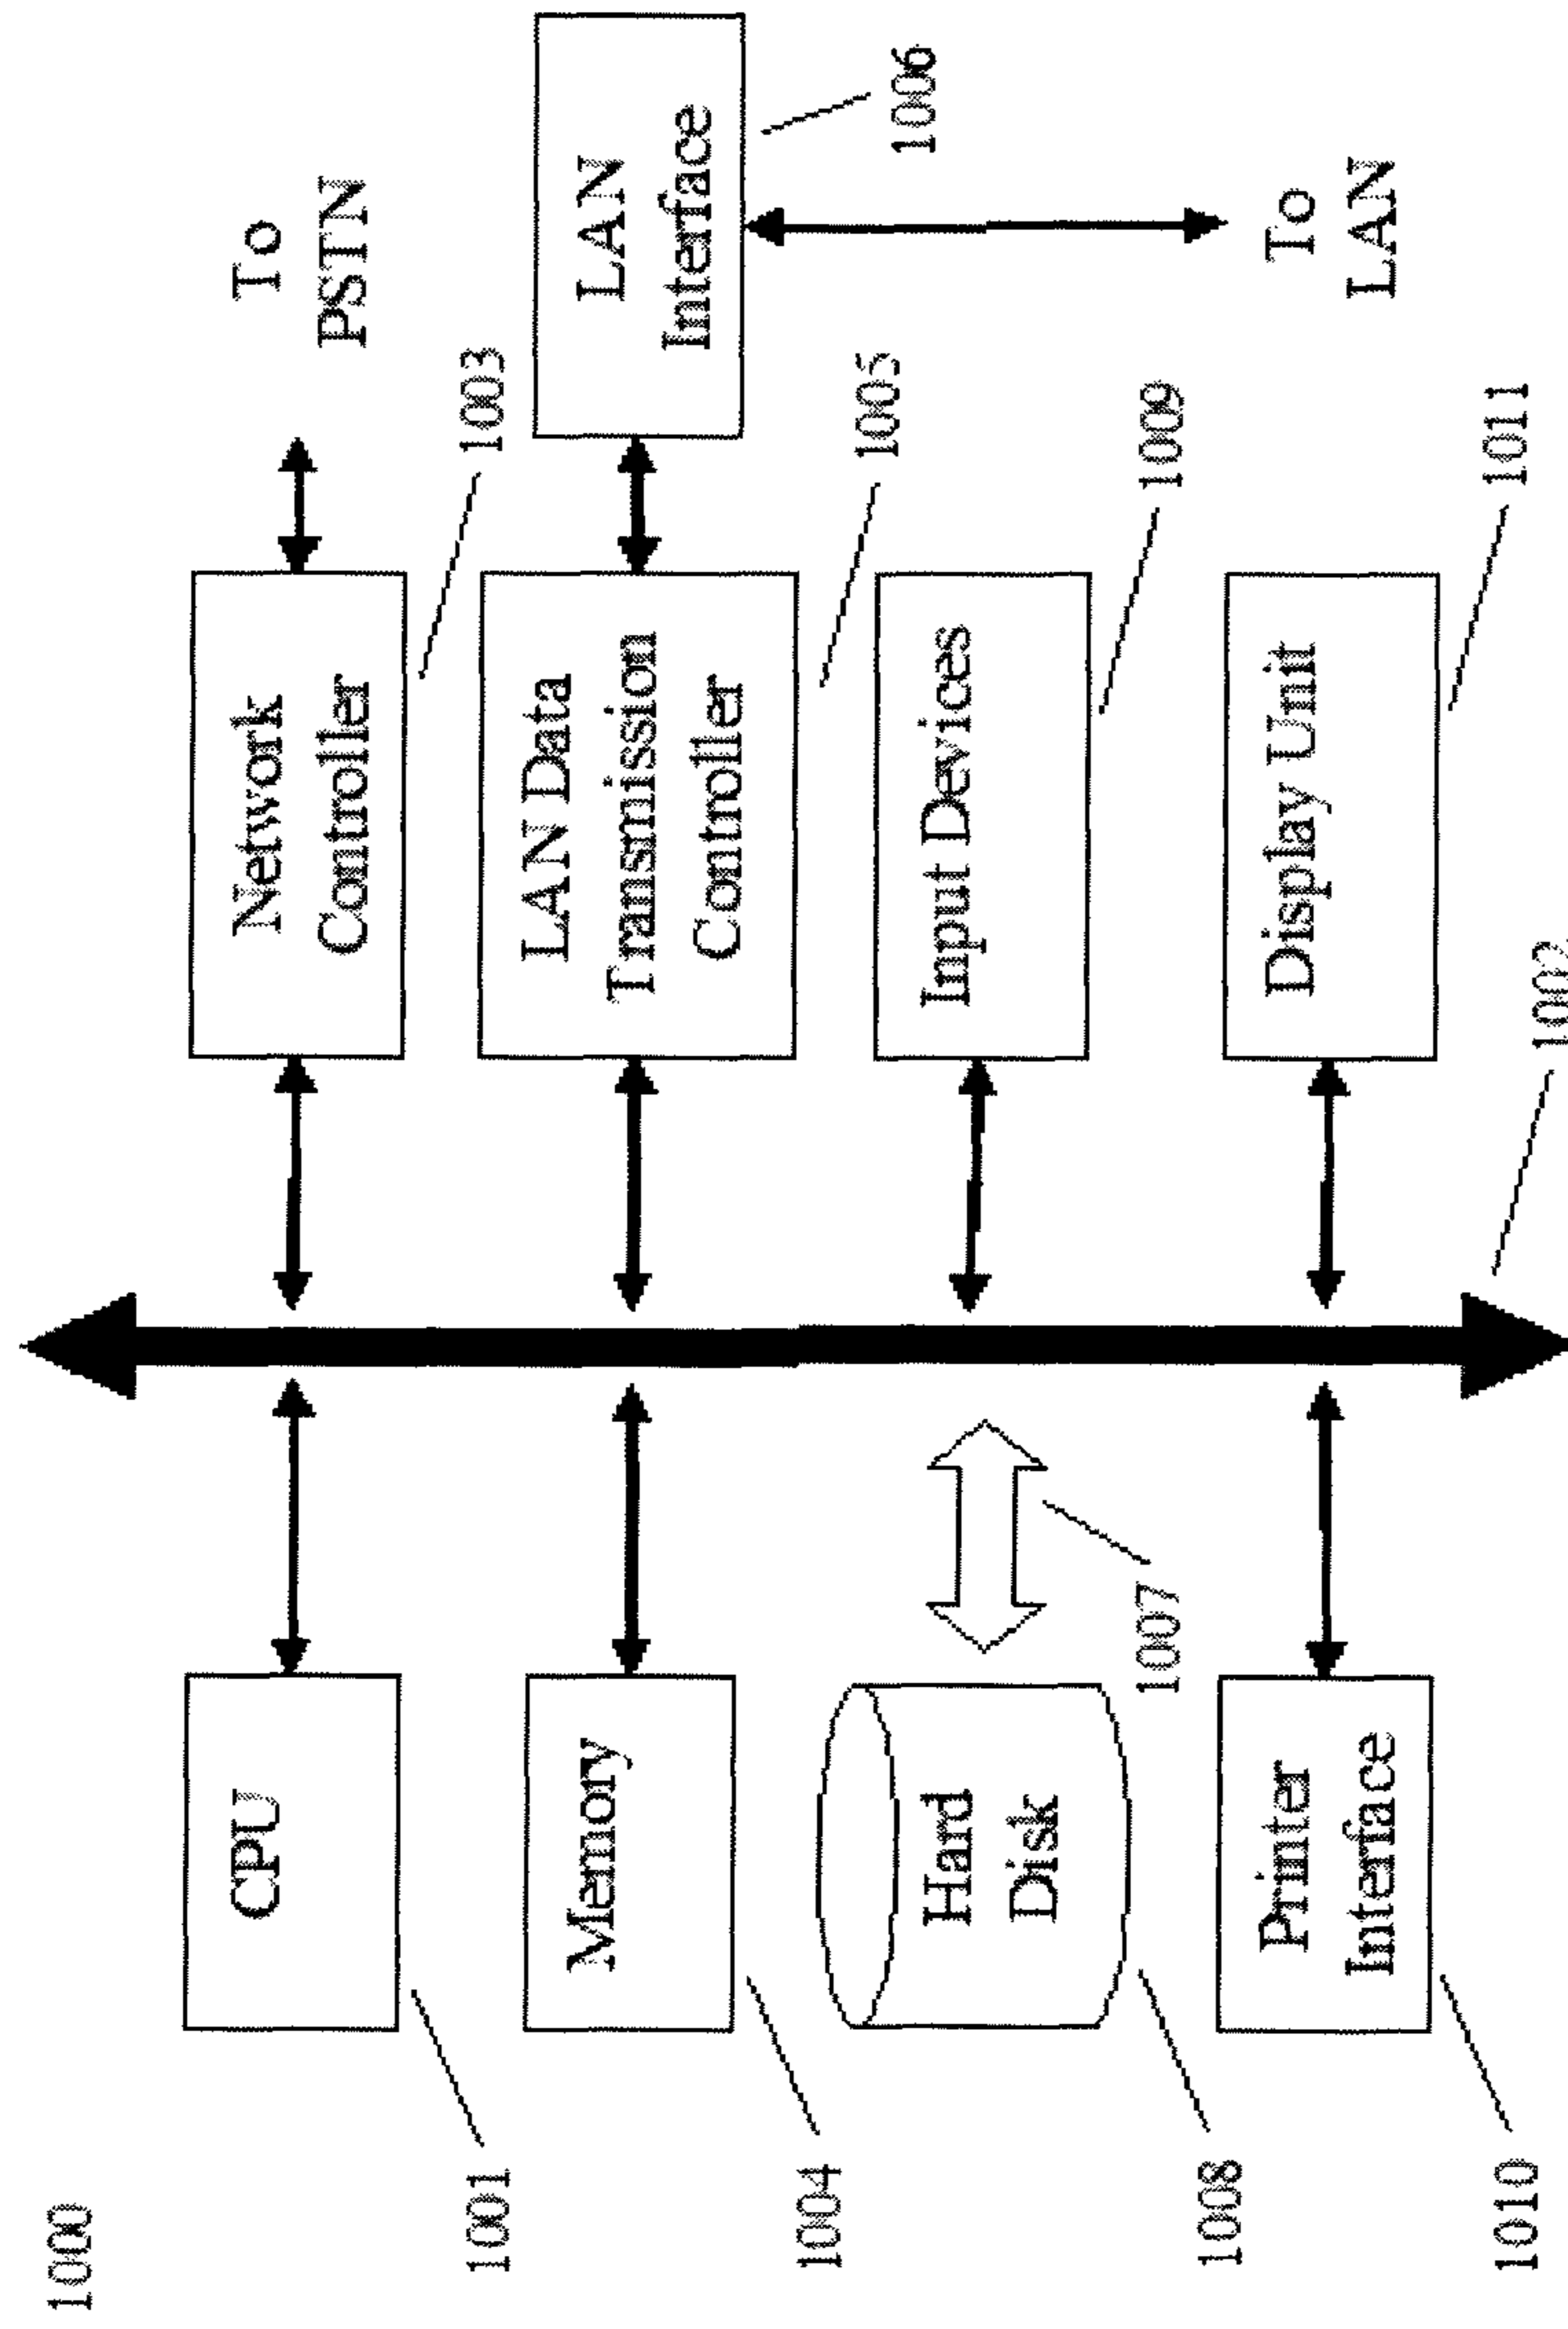 1000
CPU
1001
Memory
1004
Hard
Disk
1008
1007
Printer
Interface
1010
Network
Controller
1003
To
PSTN
LAN Data
Transmission
Controller
1005
LAN
Interface
1006
To
LAN
Input Devices
1009
Display Unit
1011
1002